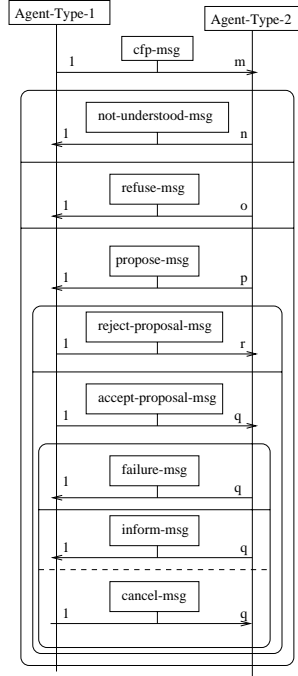 Agent-Type-1 Agent-Type-2
cfp-msg
1 m
not-understood-msg
1 n
refuse-msg
1 o
propose-msg
1 p
reject-proposal-msg
1 r
accept-proposal-msg
1 q
failure-msg
1 q
inform-msg
1 q
cancel-msg
1 q